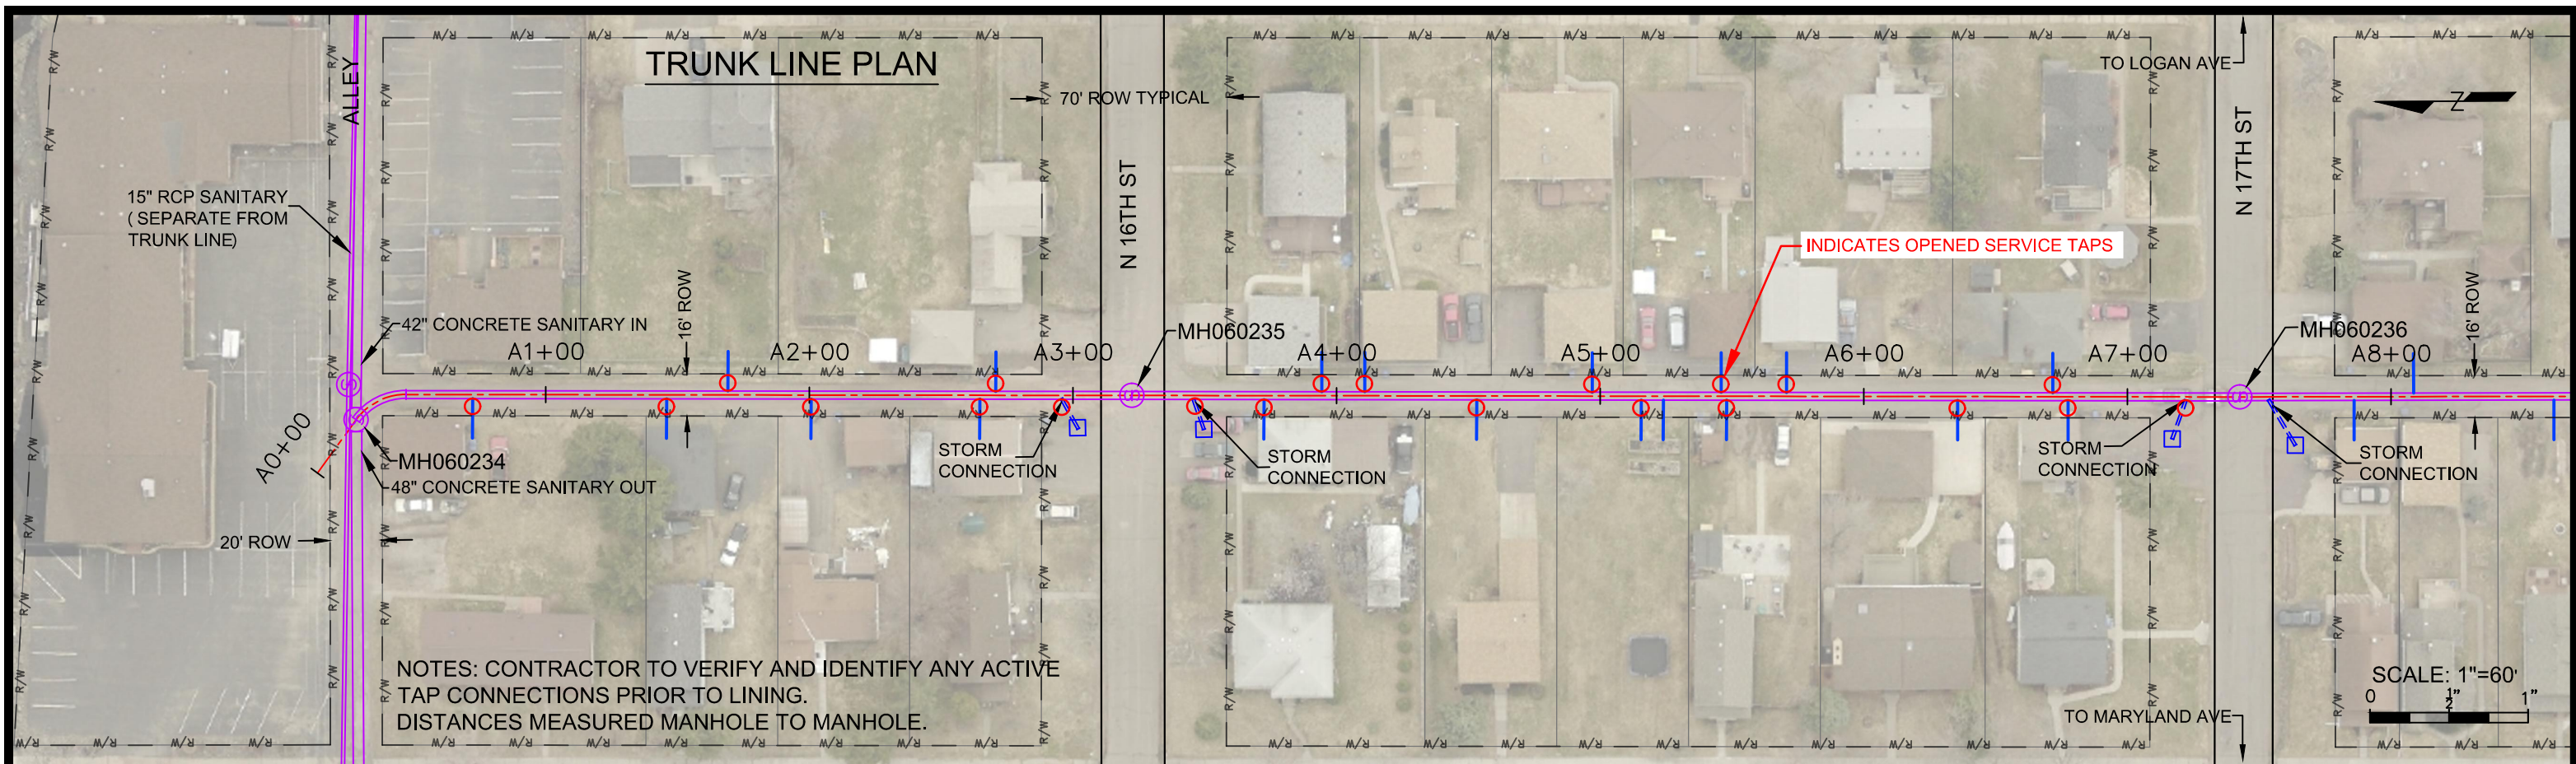 TRUNK LINE PLAN
ALLEY
70' ROW TYPICAL
N 16TH ST
TO LOGAN AVE
N 17TH ST
Z
15" RCP SANITARY
( SEPARATE FROM
TRUNK LINE)
INDICATES OPENED SERVICE TAPS
16' ROW
16' ROW
42" CONCRETE SANITARY IN
MH060235
MH060236
A0+00
A1+00
A2+00
A3+00
A4+00
A5+00
A6+00
A7+00
A8+00
S
S
S
S
MH060234
48" CONCRETE SANITARY OUT
STORM
CONNECTION
STORM
CONNECTION
STORM
CONNECTION
STORM
CONNECTION
20' ROW
R/W
NOTES: CONTRACTOR TO VERIFY AND IDENTIFY ANY ACTIVE
TAP CONNECTIONS PRIOR TO LINING.
DISTANCES MEASURED MANHOLE TO MANHOLE.
TO MARYLAND AVE
SCALE: 1"=60'
0 1/2" 1"